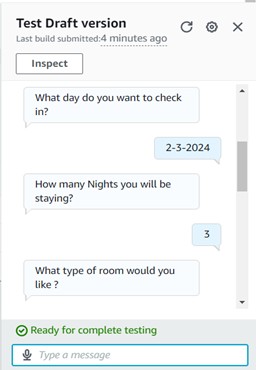 Test Draft version
Last build submitted:4 minutes ago
Inspect
What day do you want to check
in?
2-3-2024
How many Nights you will be
staying?
3
What type of room would you
like ?
Ready for complete testing
Type a message